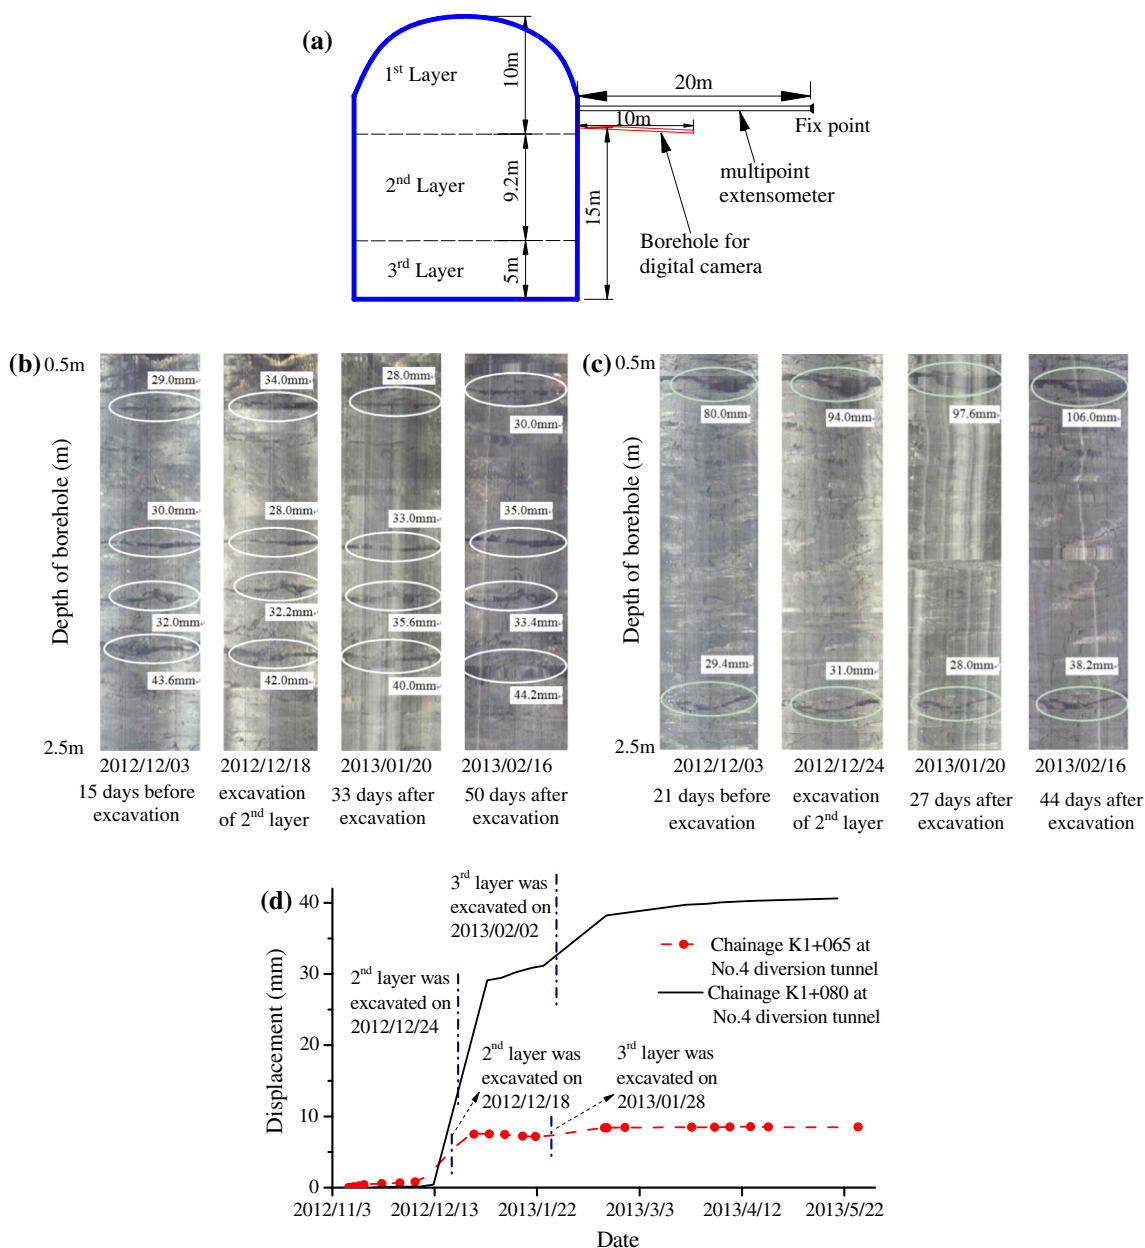 (a)
1st Layer
10m
20m
10m
Fix point
multipoint
extensometer
2nd Layer
9.2m
15m
Borehole for
digital camera
3rd Layer
5m
(b)
0.5m
Depth of borehole (m)
2.5m
29.0mm
34.0mm
28.0mm
30.0mm
30.0mm
28.0mm
33.0mm
35.0mm
32.0mm
32.2mm
35.6mm
33.4mm
43.6mm
42.0mm
40.0mm
44.2mm
2012/12/03
15 days before
excavation
2012/12/18
excavation
of 2nd layer
2013/01/20
33 days after
excavation
2013/02/16
50 days after
excavation
(c)
0.5m
Depth of borehole (m)
2.5m
80.0mm
94.0mm
97.6mm
106.0mm
29.4mm
31.0mm
28.0mm
38.2mm
2012/12/03
21 days before
excavation
2012/12/24
excavation
of 2nd layer
2013/01/20
27 days after
excavation
2013/02/16
44 days after
excavation
(d)
Displacement (mm)
40
30
20
10
0
3rd layer was
excavated on
2013/02/02
2nd layer was
excavated on
2012/12/24
2nd layer was
excavated on
2012/12/18
3rd layer was
excavated on
2013/01/28
Chainage K1+065 at
No.4 diversion tunnel
Chainage K1+080 at
No.4 diversion tunnel
2012/11/3
2012/12/13
2013/1/22
2013/3/3
2013/4/12
2013/5/22
Date